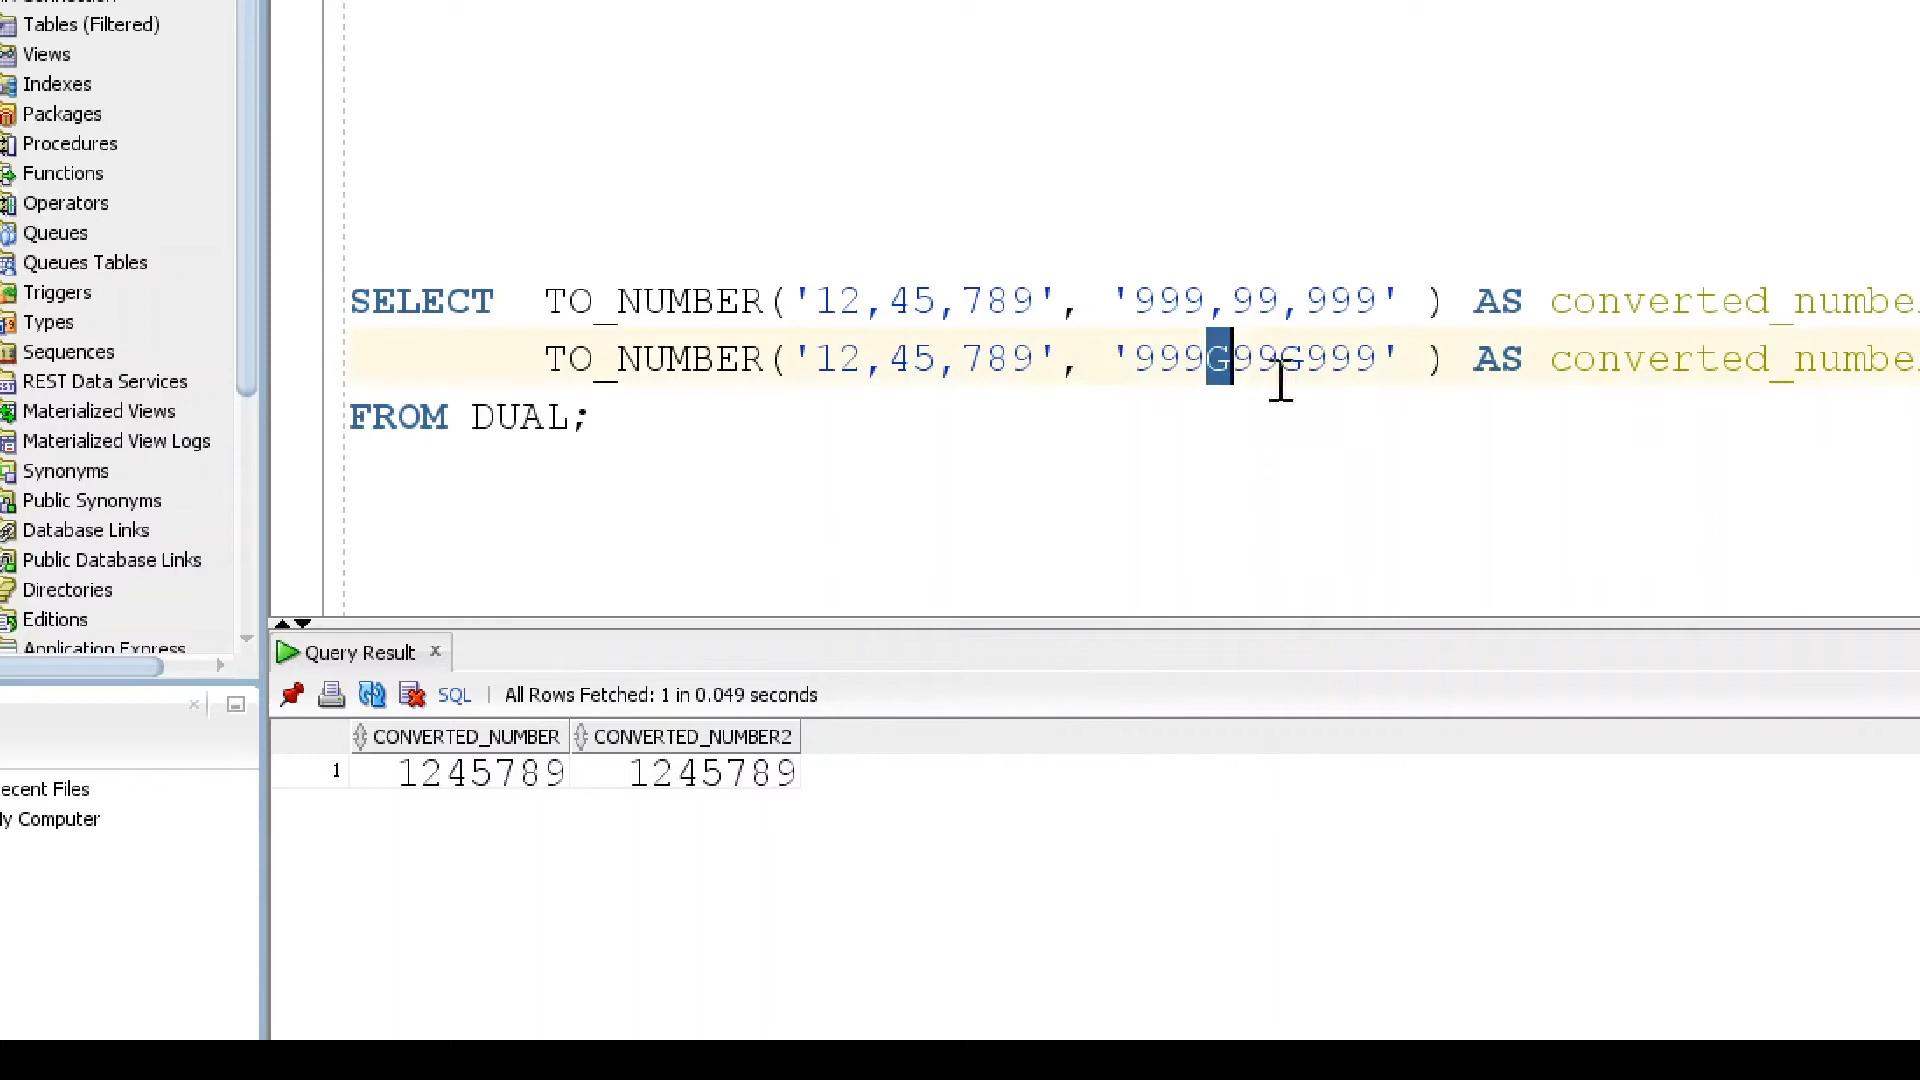 Tables (Filtered)
Views
Indexes
Packages
Procedures
Functions
Operators
Queues
Queues Tables
Triggers
Types
Sequences
REST Data Services
Materialized Views
Materialized View Logs
Synonyms
Public Synonyms
Database Links
Public Database Links
Directories
Editions
Application Express
ecent Files
y Computer
SELECT  TO_NUMBER('12,45,789', '999,99,999' ) AS converted_numbe
TO_NUMBER('12,45,789', '999G99G999' ) AS converted_numbe
FROM DUAL;
Query Result x
SQL | All Rows Fetched: 1 in 0.049 seconds
CONVERTED_NUMBER CONVERTED_NUMBER2
1 1245789 1245789